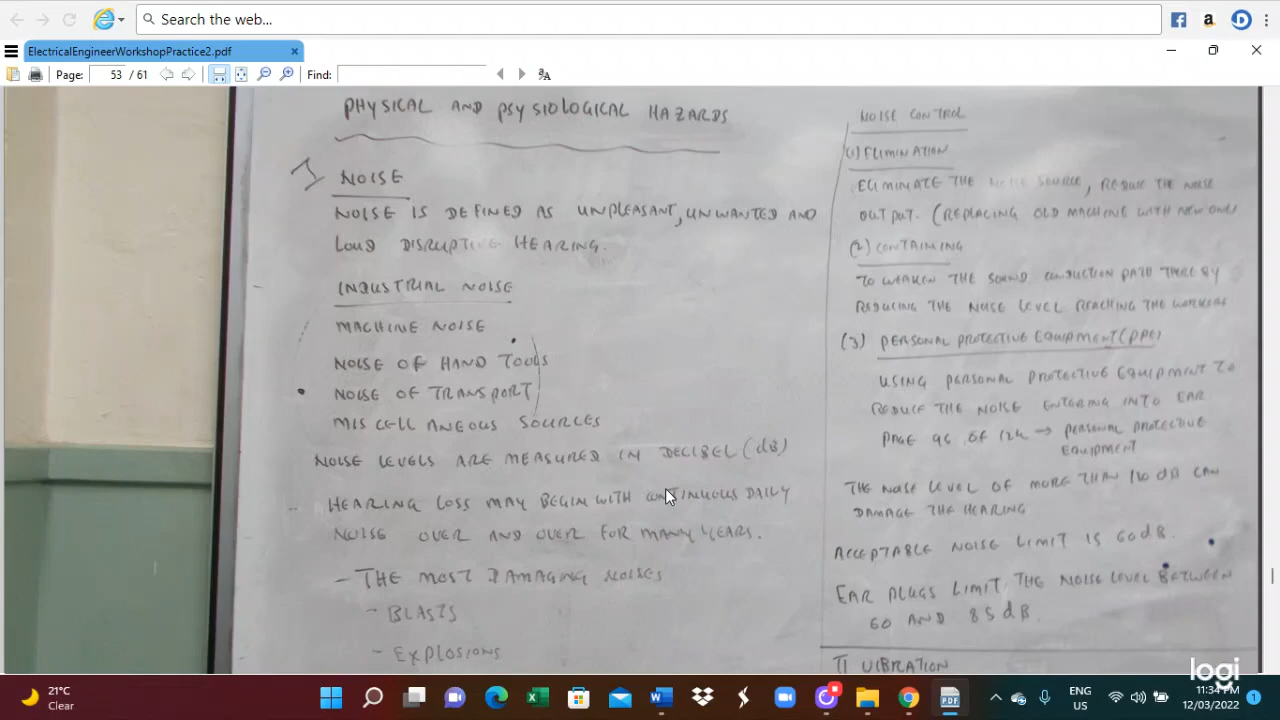 Search the web...
ElectricalEngineerWorkshopPractice2.pdf
Page: 53 / 61 Find:
PHYSICAL AND PSYSIOLOGICAL HAZARDS
I NOISE
NOISE IS DEFINED AS UNPLEASANT, UNWANTED AND
LOUD DISRUPTING HEARING.
INDUSTRIAL NOISE
MACHINE NOISE
NOISE OF HAND TOOLS
NOISE OF TRANSPORT
MISCELLANEOUS SOURCES
NOISE LEVELS ARE MEASURED IN DECIBEL (dB)
HEARING LOSS MAY BEGIN WITH CONTINUOUS DAILY
NOISE OVER AND OVER FOR MANY YEARS.
- THE MOST DAMAGING NOISES
- BLASTS
- EXPLOSIONS
NOISE CONTROL
(1) ELIMINATION
ELIMINATE THE NOISE SOURCE, REDUCE THE NOISE
OUTPUT. (REPLACING OLD MACHINE WITH NEW ONE)
(2) CONTAINING
TO WEAKEN THE SOUND CONDUCTION PATH THERE BY
REDUCING THE NOISE LEVEL REACHING THE WORKERS
(3) PERSONAL PROTECTIVE EQUIPMENT (PPE)
USING PERSONAL PROTECTIVE EQUIPMENT TO
REDUCE THE NOISE ENTERING INTO EAR
PAGE 96 OF 124 → PERSONAL PROTECTIVE
EQUIPMENT
THE NOISE LEVEL OF MORE THAN dB CAN
DAMAGE THE HEARING
ACCEPTABLE NOISE LIMIT IS 60 dB.
EAR PLUGS LIMIT THE NOISE LEVEL BETWEEN
60 AND 85 dB.
II VIBRATION
logi
21°C
Clear
ENG
US
11:34 PM
12/03/2022